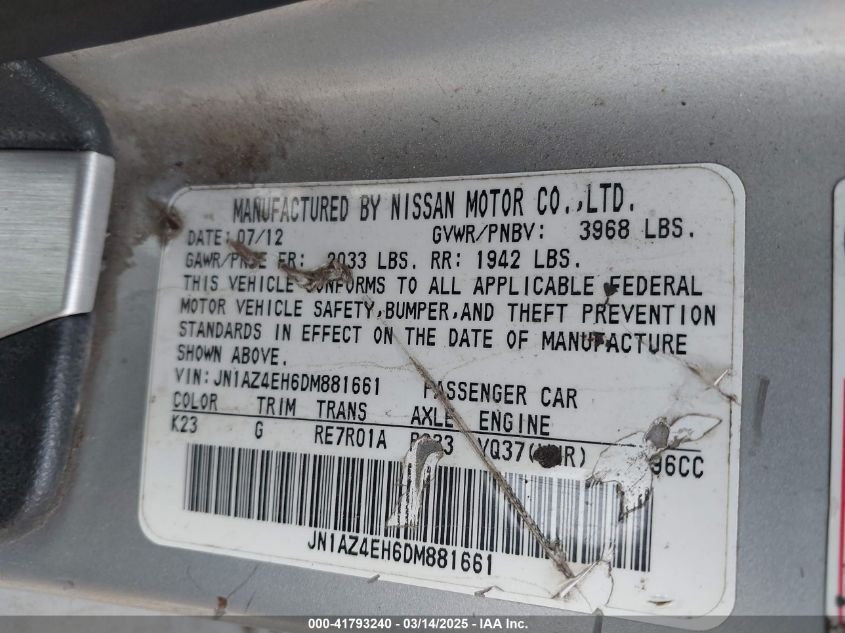 MANUFACTURED BY NISSAN MOTOR CO.,LTD.
DATE: 07/12 GVWR/PNBV: 3968 LBS.
GAWR/PNSE FR: 2033 LBS. RR: 1942 LBS.
THIS VEHICLE CONFORMS TO ALL APPLICABLE FEDERAL
MOTOR VEHICLE SAFETY,BUMPER,AND THEFT PREVENTION
STANDARDS IN EFFECT ON THE DATE OF MANUFACTURE
SHOWN ABOVE.
VIN:JN1AZ4EH6DM881661 PASSENGER CAR
COLOR TRIM TRANS AXLE ENGINE
K23 G RE7R01A
JN1AZ4EH6DM881661
000-41793240 - 03/14/2025 - IAA Inc.